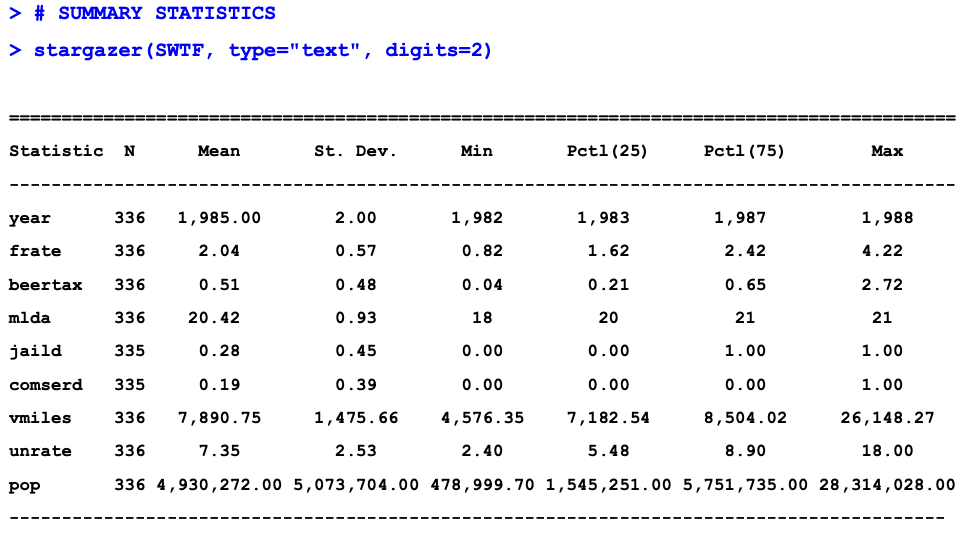 > # SUMMARY STATISTICS
> stargazer(SWTF, type="text", digits=2)
==========================================================================================
Statistic N Mean St. Dev. Min Pctl(25) Pctl(75) Max
------------------------------------------------------------------------------------------
year 336 1,985.00 2.00 1,982 1,983 1,987 1,988
frate 336 2.04 0.57 0.82 1.62 2.42 4.22
beertax 336 0.51 0.48 0.04 0.21 0.65 2.72
mlda 336 20.42 0.93 18 20 21 21
jaild 335 0.28 0.45 0.00 0.00 1.00 1.00
comserd 335 0.19 0.39 0.00 0.00 0.00 1.00
vmiles 336 7,890.75 1,475.66 4,576.35 7,182.54 8,504.02 26,148.27
unrate 336 7.35 2.53 2.40 5.48 8.90 18.00
pop 336 4,930,272.00 5,073,704.00 478,999.70 1,545,251.00 5,751,735.00 28,314,028.00
-----------------------------------------------------------------------------------------